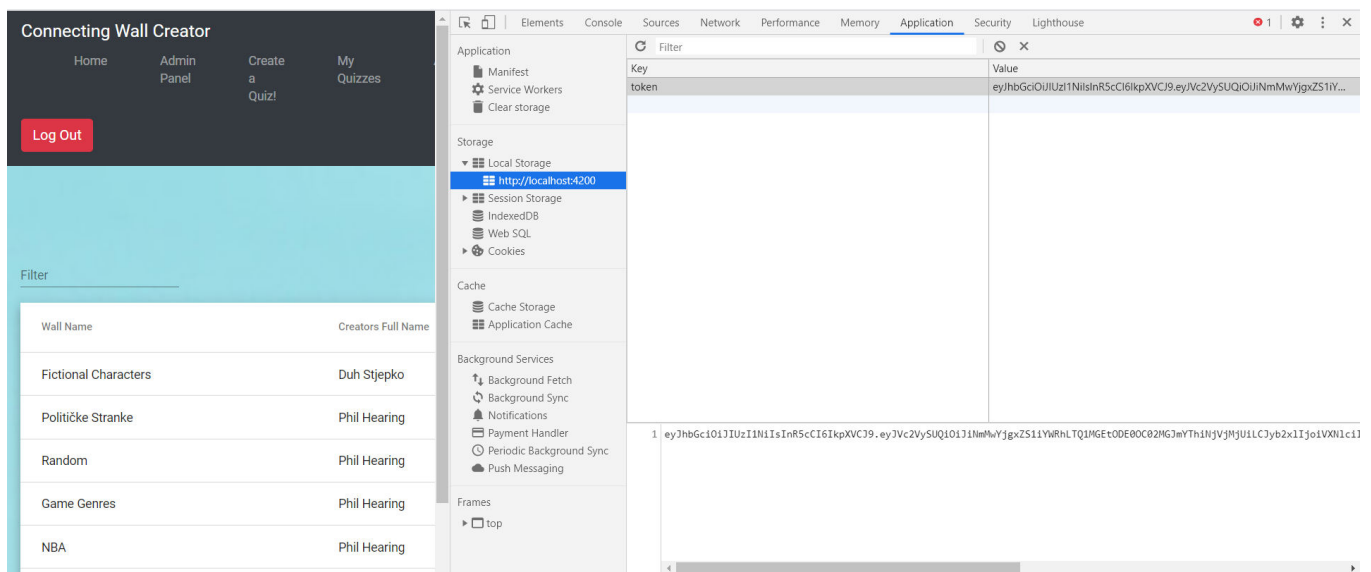 Connecting Wall Creator
Home
Admin Panel
Create a Quiz!
My Quizzes
Log Out
Filter
Wall Name Creators Full Name
Fictional Characters Duh Stjepko
Političke Stranke Phil Hearing
Random Phil Hearing
Game Genres Phil Hearing
NBA Phil Hearing
Elements Console Sources Network Performance Memory Application Security Lighthouse 1
Application
Manifest
Service Workers
Clear storage
Storage
Local Storage
http://localhost:4200
Session Storage
IndexedDB
Web SQL
Cookies
Cache
Cache Storage
Application Cache
Background Services
Background Fetch
Background Sync
Notifications
Payment Handler
Periodic Background Sync
Push Messaging
Frames
top
Filter
Key Value
token
1